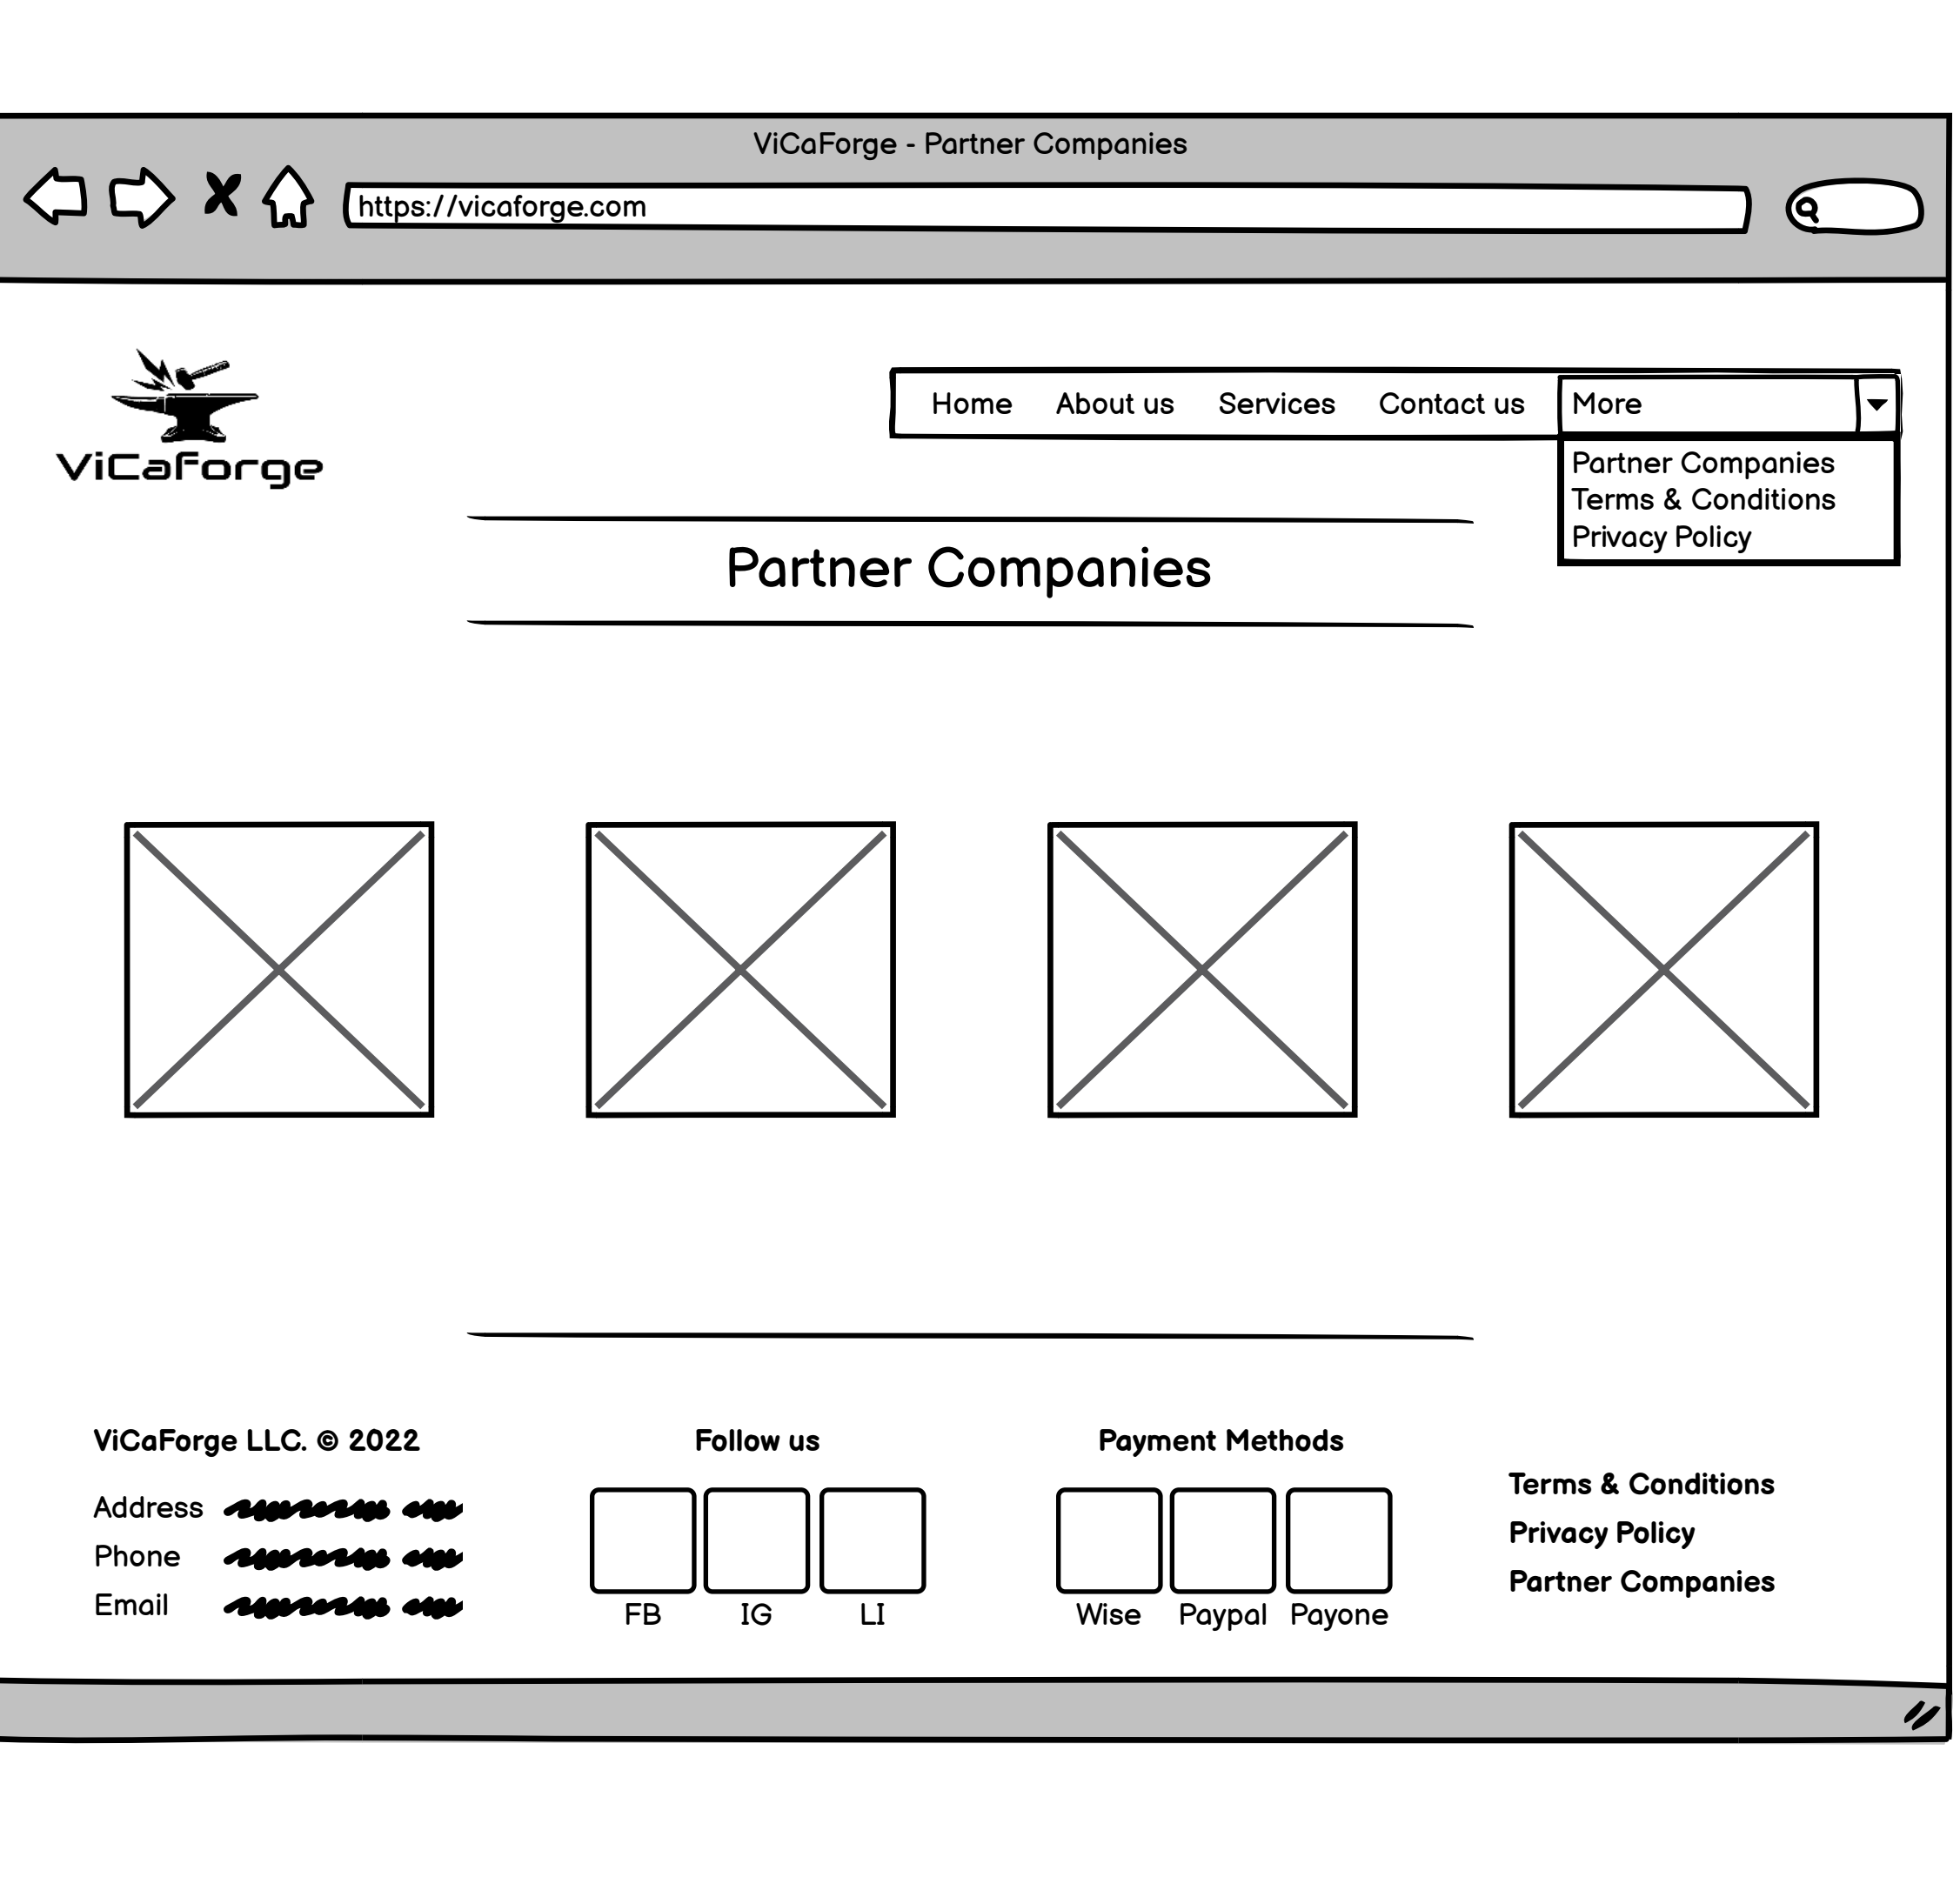 ViCaForge - Partner Companies
https://vicaforge.com
ViCaForge
Home About us Services Contact us More
Partner Companies
Terms & Conditions
Privacy Policy
Partner Companies
ViCaForge LLC. © 2022
Address
Phone
Email
Follow us
FB IG LI
Payment Methods
Wise Paypal Payone
Terms & Conditions
Privacy Policy
Partner Companies